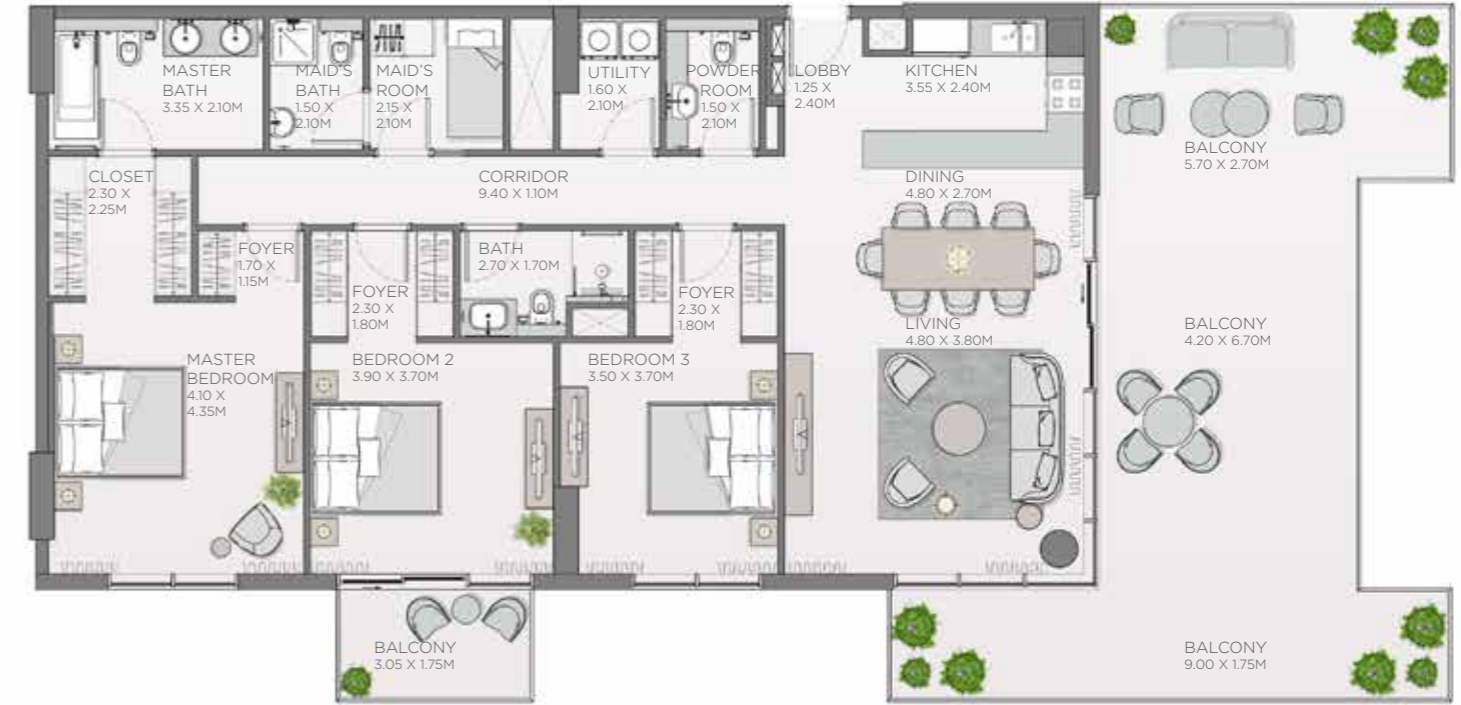 MASTER
BATH
3.35 X 2.10M
MAID'S
BATH
1.50 X
2.10M
MAID'S
ROOM
2.15 X
2.10M
UTILITY
1.60 X
2.10M
POWDER
ROOM
1.50 X
2.10M
LOBBY
1.25 X
2.40M
KITCHEN
3.55 X 2.40M
BALCONY
5.70 X 2.70M
CLOSET
2.30 X
2.25M
CORRIDOR
9.40 X 1.10M
DINING
4.80 X 2.70M
FOYER
1.70 X
1.15M
FOYER
2.30 X
1.80M
BATH
2.70 X 1.70M
FOYER
2.30 X
1.80M
LIVING
4.80 X 3.80M
BALCONY
4.20 X 6.70M
MASTER
BEDROOM
4.10 X
4.35M
BEDROOM 2
3.90 X 3.70M
BEDROOM 3
3.50 X 3.70M
BALCONY
3.05 X 1.75M
BALCONY
9.00 X 1.75M